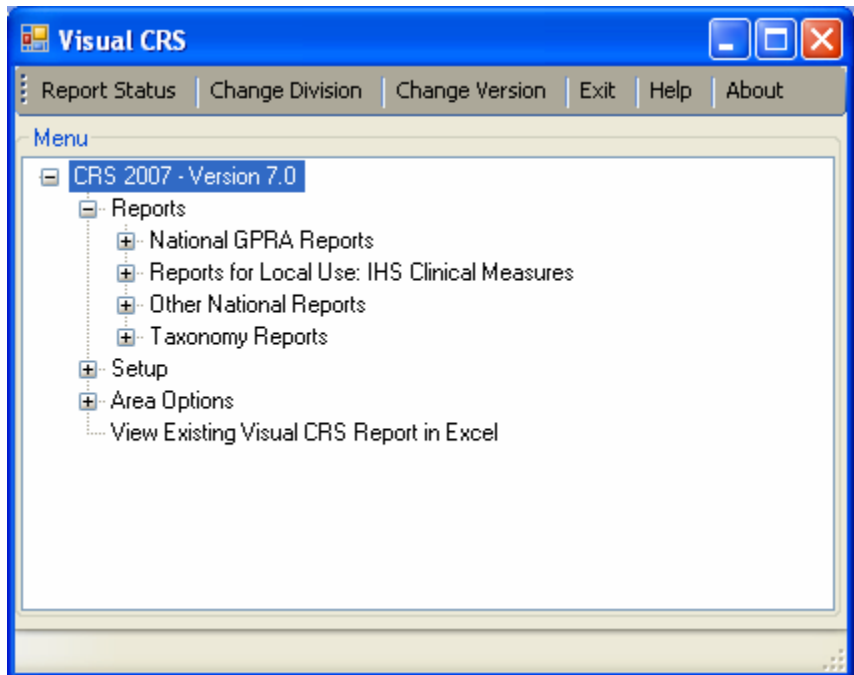 Visual CRS
Report Status Change Division Change Version Exit Help About
Menu
CRS 2007 - Version 7.0
Reports
National GPRA Reports
Reports for Local Use: IHS Clinical Measures
Other National Reports
Taxonomy Reports
Setup
Area Options
View Existing Visual CRS Report in Excel